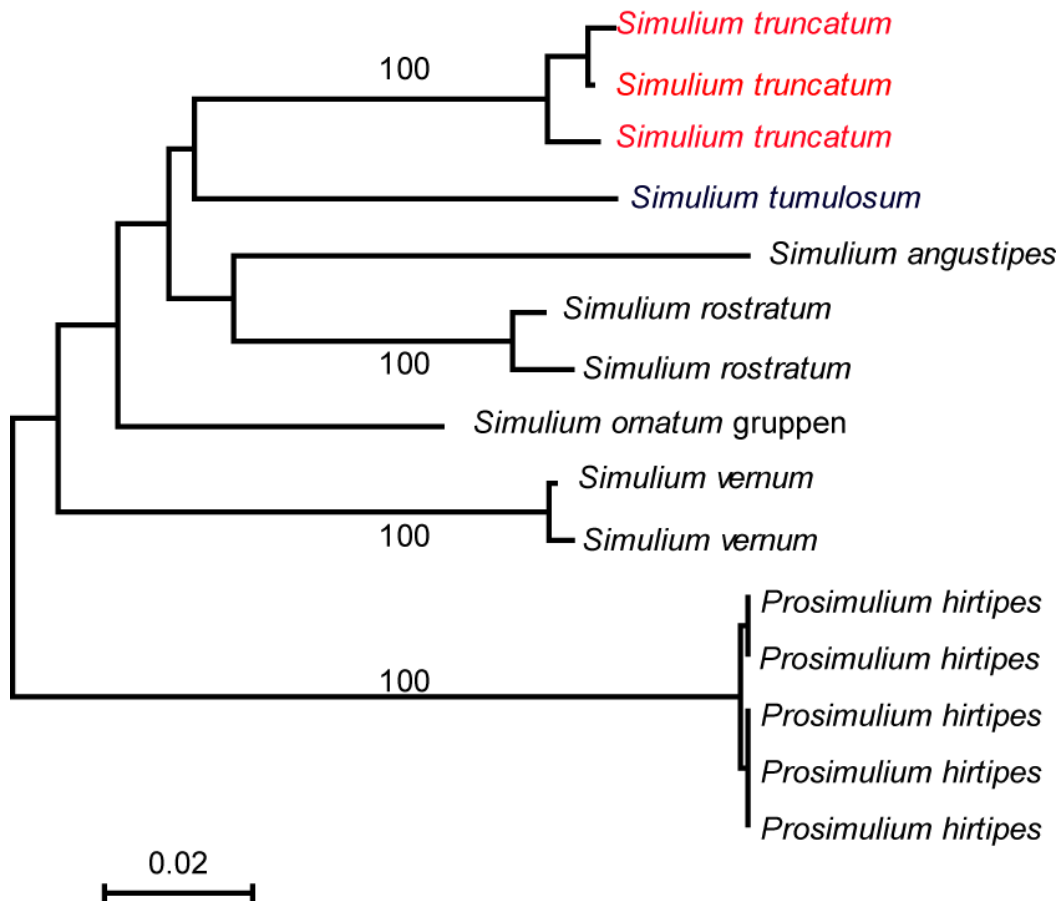 Simulium truncatum
100
Simulium truncatum
Simulium truncatum
Simulium tumulosum
Simulium angustipes
Simulium rostratum
100
Simulium rostratum
Simulium ornatum gruppen
Simulium vernum
100
Simulium vernum
Prosimulium hirtipes
Prosimulium hirtipes
100
Prosimulium hirtipes
Prosimulium hirtipes
Prosimulium hirtipes
0.02